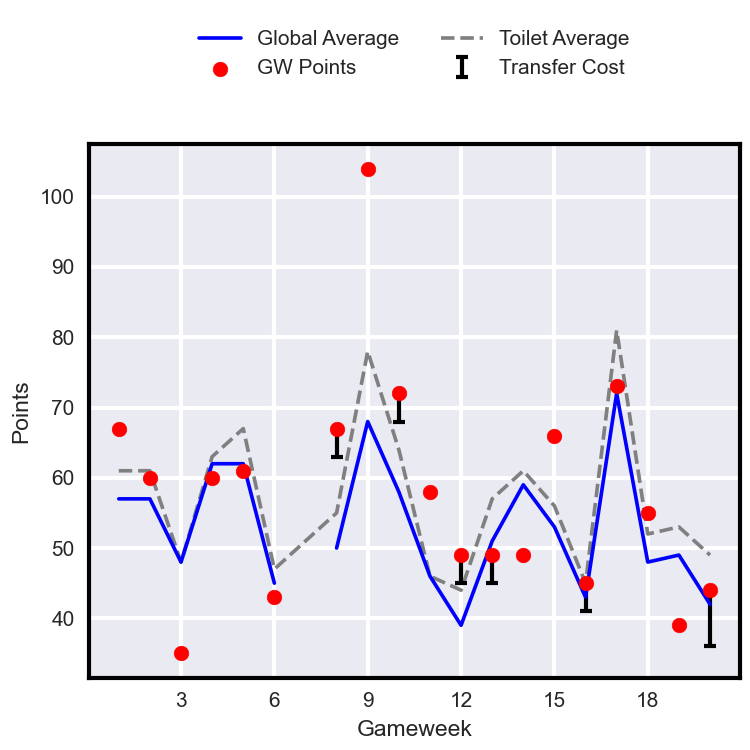 Global Average
Toilet Average
GW Points
Transfer Cost
100
90
80
70
60
50
40
Points
3 6 9 12 15 18
Gameweek